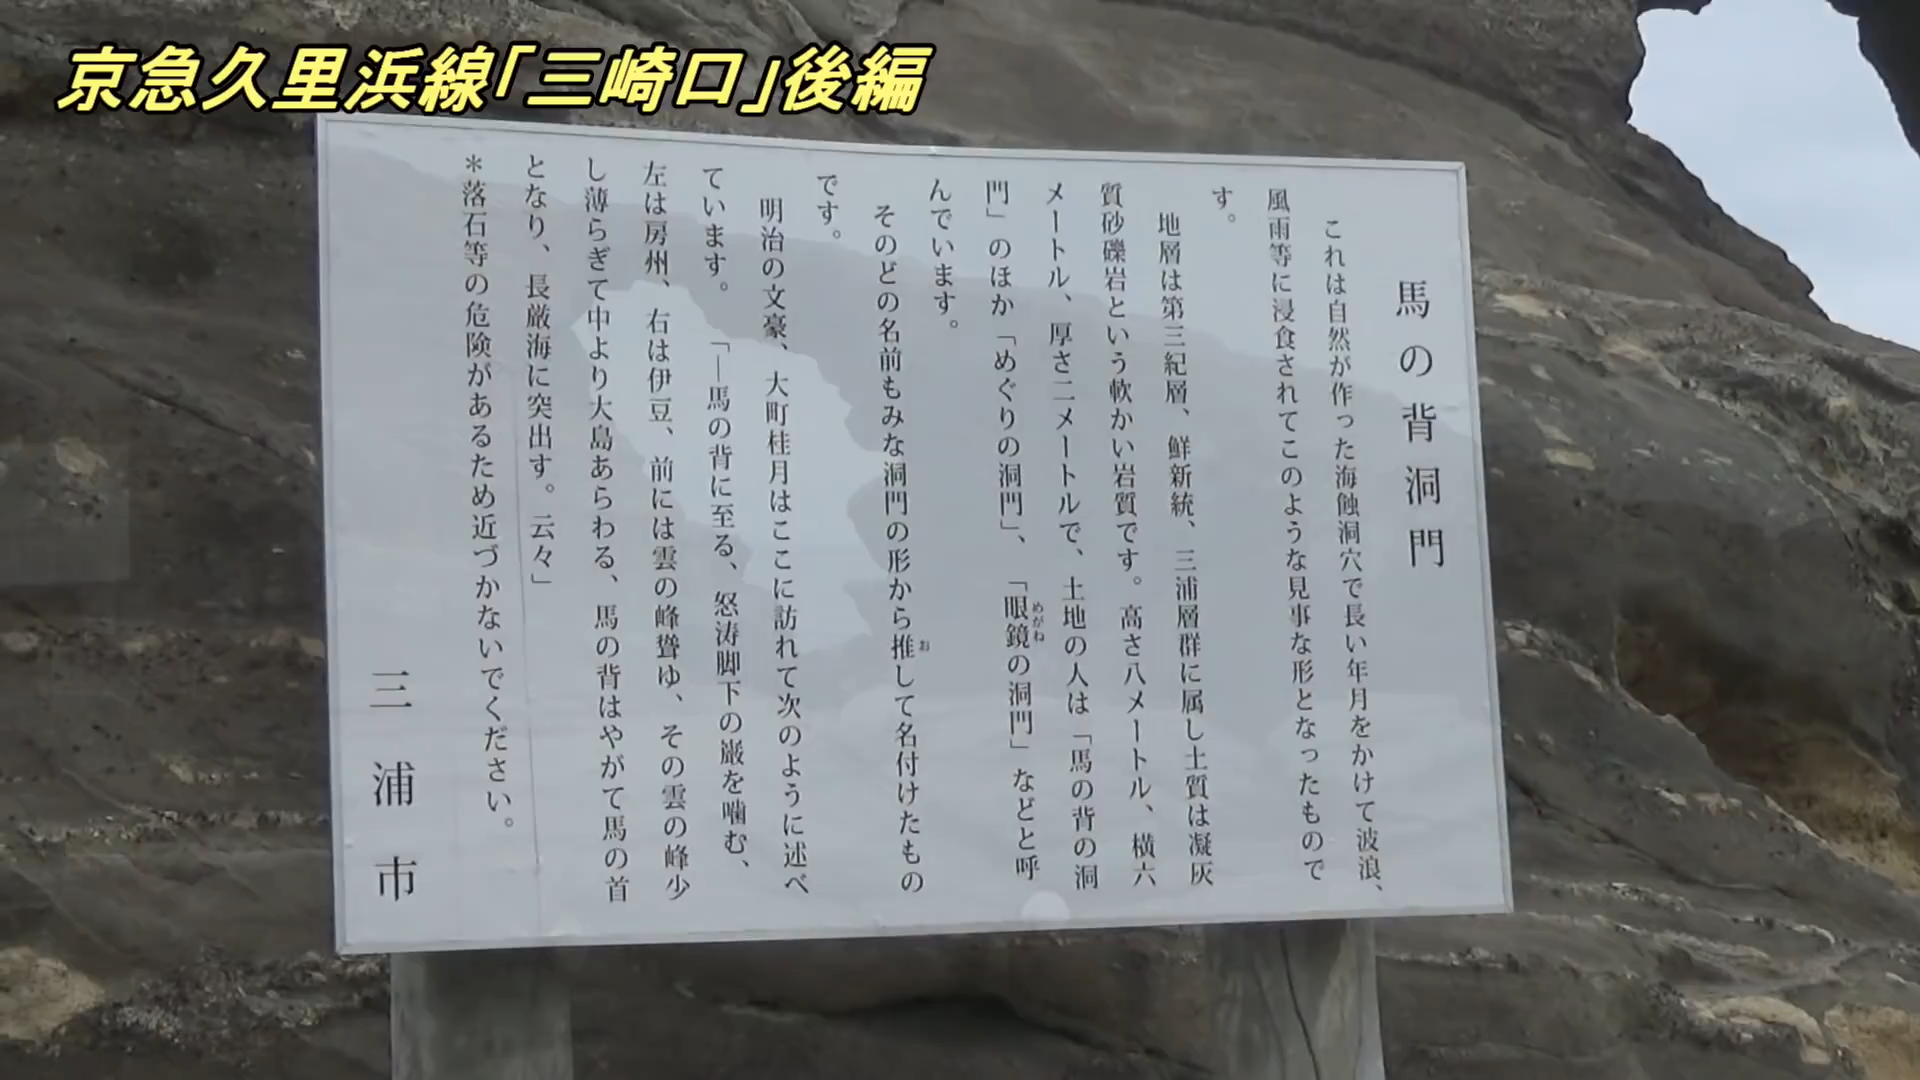 京急久里浜線「三崎口」後編
馬の背洞門
これは自然が作った海蝕洞穴で長い年月をかけて波浪、
風雨等に浸食されてこのような見事な形となったもので
す。
地層は第三紀層、鮮新統、三浦層群に属し土質は凝灰
質砂礫岩という軟かい岩質です。高さ八メートル、横六
メートル、厚さ二メートルで、土地の人は「馬の背の洞
門」のほか「めぐりの洞門」、「眼鏡の洞門」などと呼
めがね
んでいます。
そのどの名前もみな洞門の形から推して名付けたもの
お
です。
明治の文豪、大町桂月はここに訪れて次のように述べ
ています。「―馬の背に至る、怒涛脚下の巌を噛む、
左は房州、右は伊豆、前には雲の峰聳ゆ、その雲の峰少
し薄らぎて中より大島あらわる、馬の背はやがて馬の首
となり、長厳海に突出す。云々」
＊落石等の危険があるため近づかないでください。
三浦市